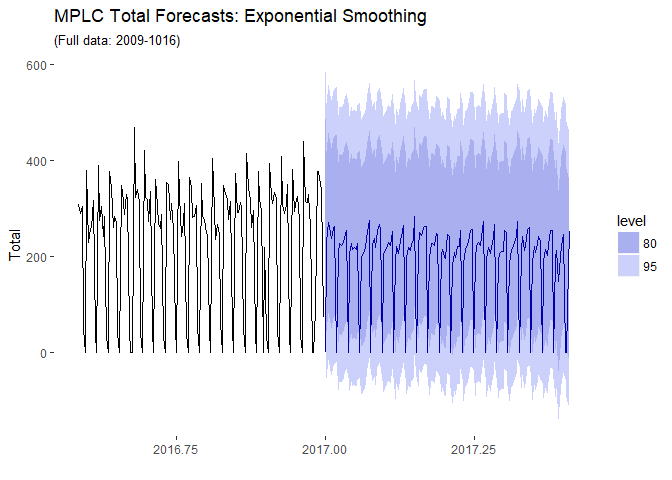 MPLC Total Forecasts: Exponential Smoothing
(Full data: 2009-1016)
600
400
200
0
Total
2016.75
2017.00
2017.25
level
80
95